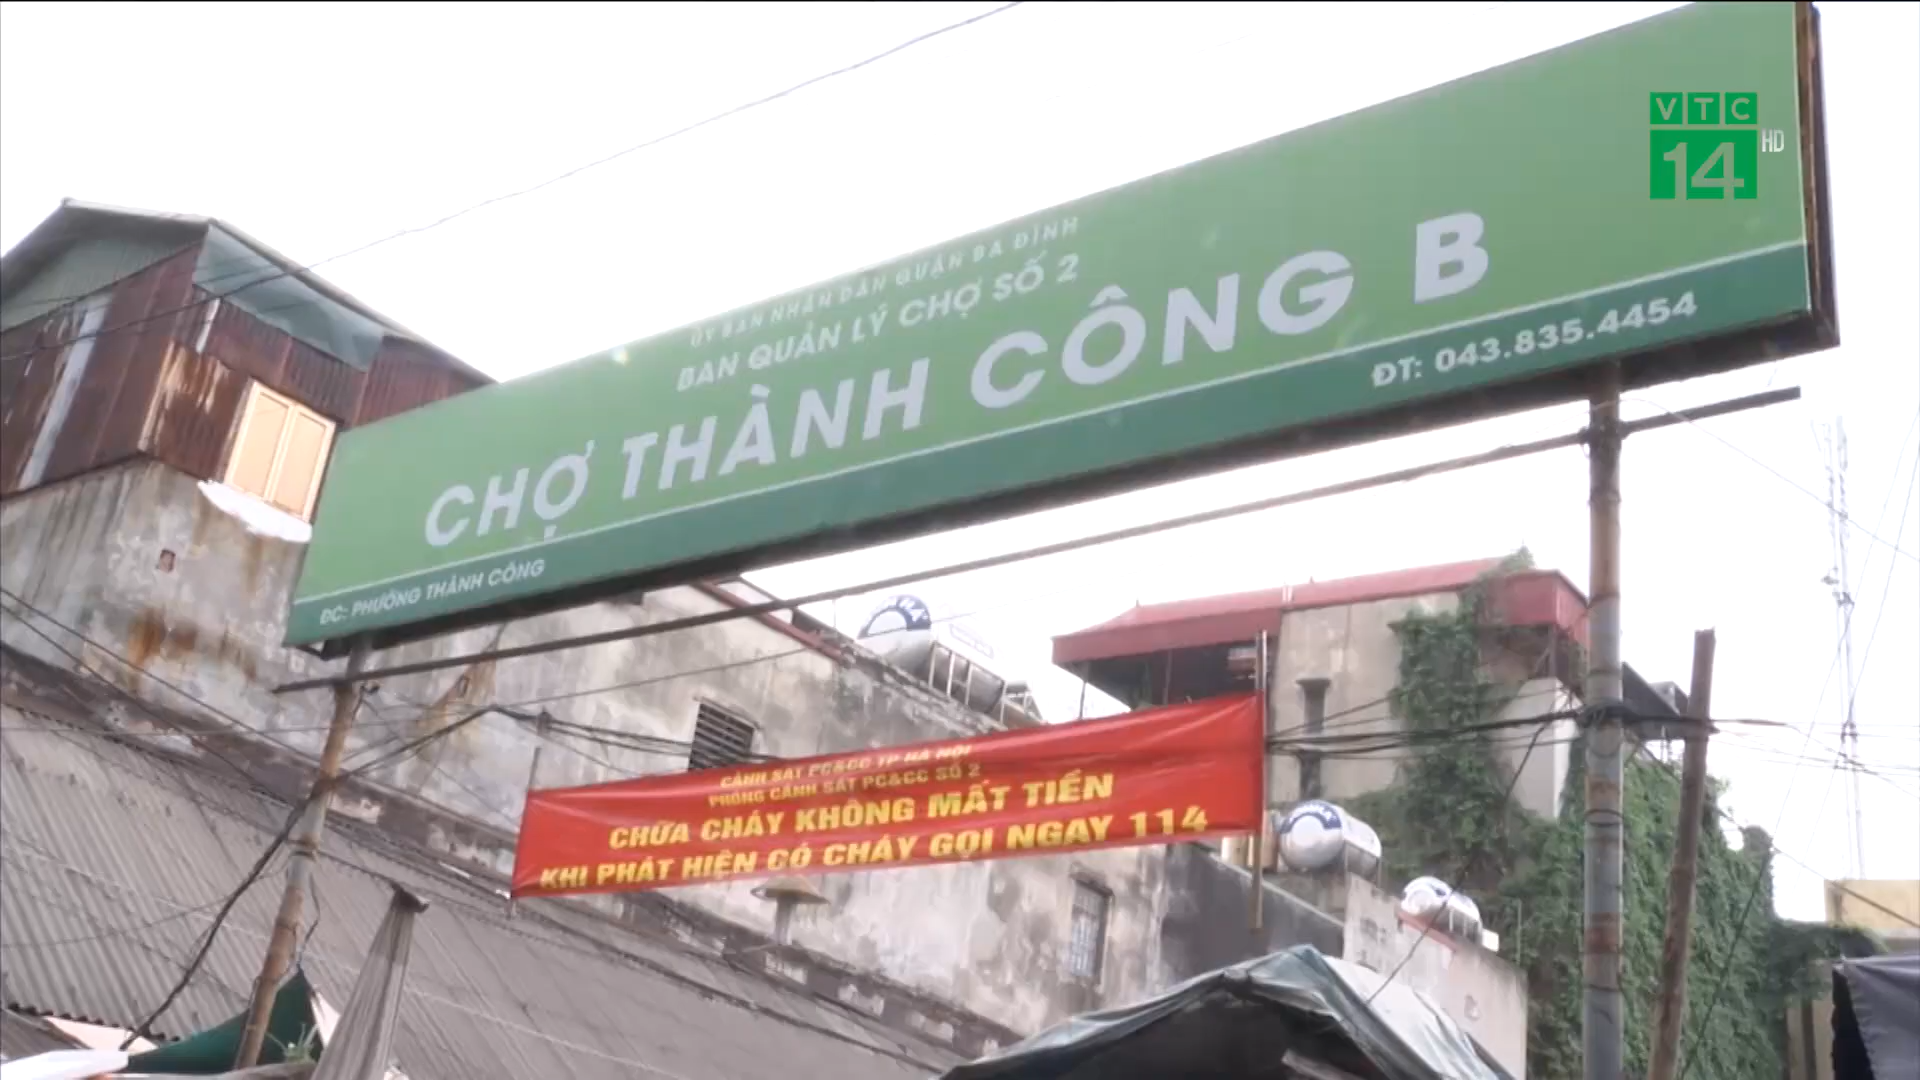 VTC
14 HD
ỦY BAN NHÂN DÂN QUẬN BA ĐÌNH
BAN QUẢN LÝ CHỢ SỐ 2
CHỢ THÀNH CÔNG B
ĐC: PHƯỜNG THÀNH CÔNG
ĐT: 043.835.4454
CẢNH SÁT PC&CC TP HÀ NỘI
PHÒNG CẢNH SÁT PC&CC SỐ 2
CHỮA CHÁY KHÔNG MẤT TIỀN
KHI PHÁT HIỆN CÓ CHÁY GỌI NGAY 114